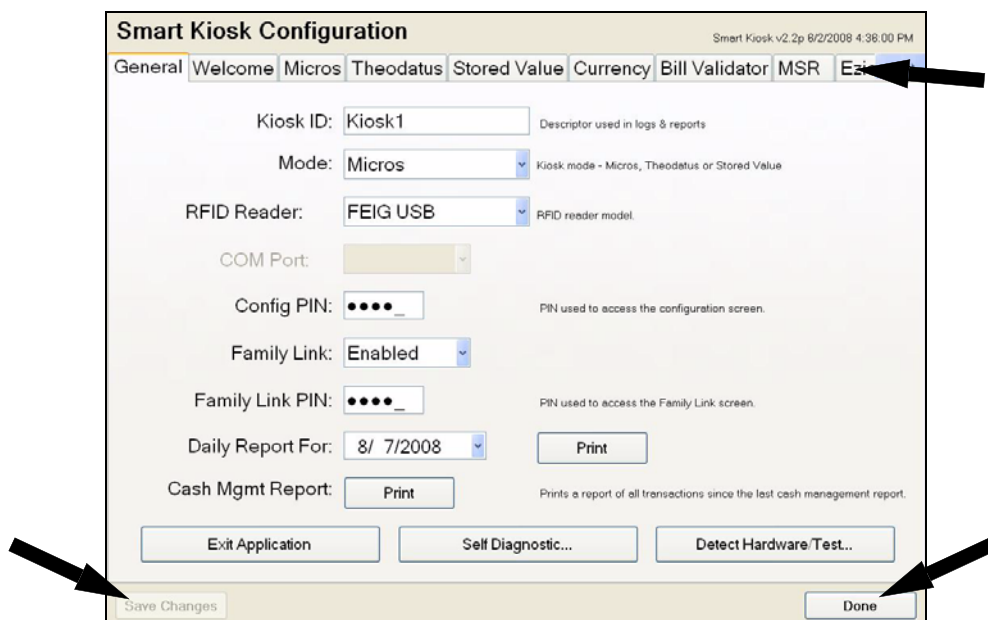 Smart Kiosk Configuration
Smart Kiosk v2.2p 6/2/2008 4:36:00 PM
General Welcome Micros Theodatus Stored Value Currency Bill Validator MSR
Kiosk ID: Kiosk1 Descriptor used in logs & reports
Mode: Micros Kiosk mode - Micros, Theodatus or Stored Value
RFID Reader: FEIG USB RFID reader model.
COM Port:
Config PIN: ●●●●_ PIN used to access the configuration screen.
Family Link: Enabled
Family Link PIN: ●●●●_ PIN used to access the Family Link screen.
Daily Report For: 8/ 7/2008 Print
Cash Mgmt Report: Print Prints a report of all transactions since the last cash management report.
Exit Application Self Diagnostic... Detect Hardware/Test...
Save Changes Done